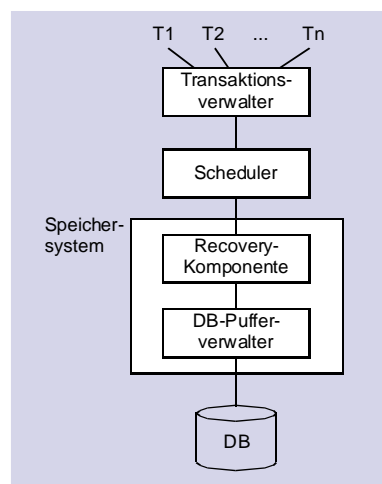 T1 T2 ... Tn
Transaktions-
verwalter
Scheduler
Speicher-
system
Recovery-
Komponente
DB-Puffer-
verwalter
DB